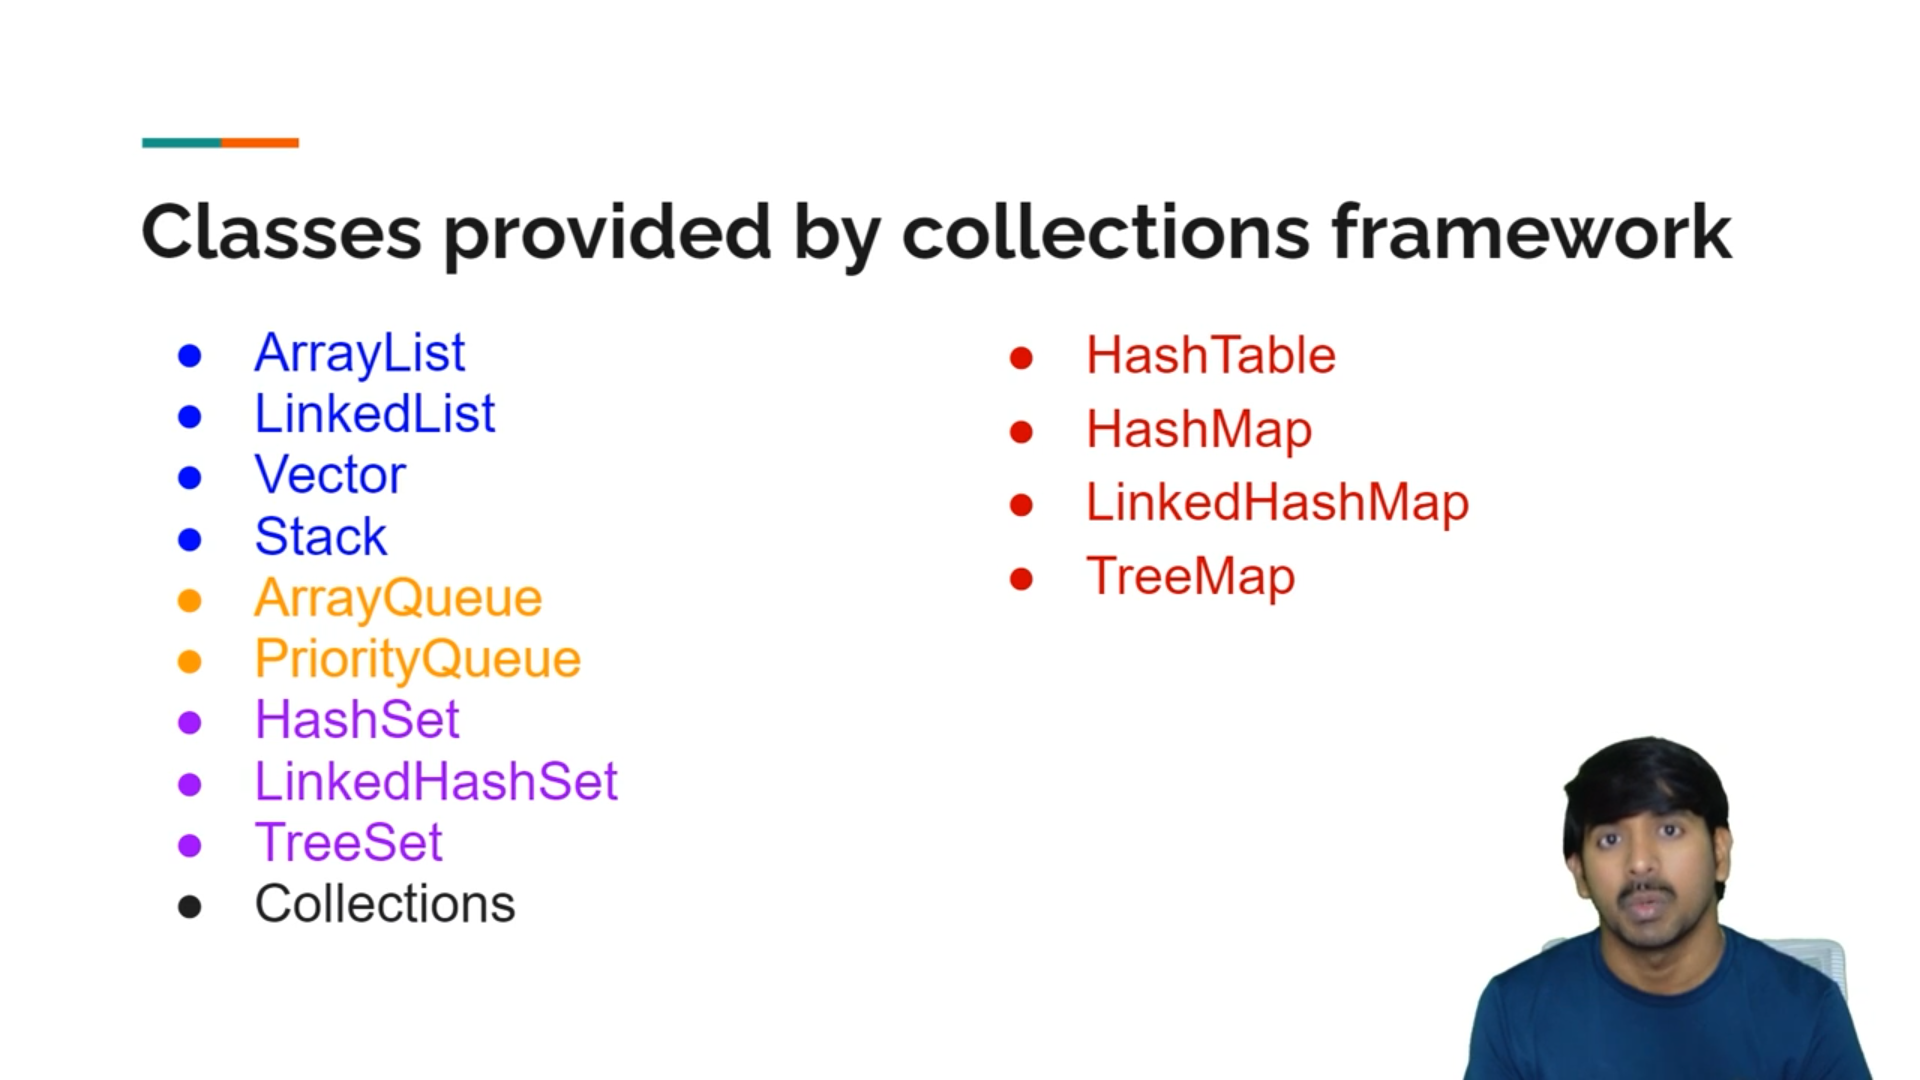 Classes provided by collections framework
ArrayList
LinkedList
Vector
Stack
ArrayQueue
PriorityQueue
HashSet
LinkedHashSet
TreeSet
Collections
HashTable
HashMap
LinkedHashMap
TreeMap